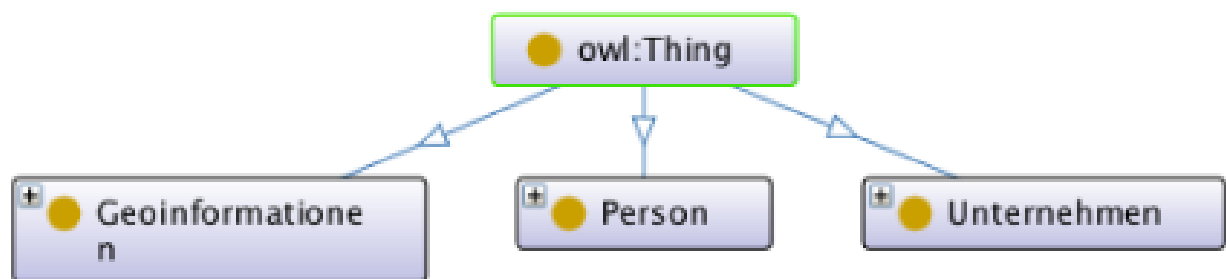 owl:Thing
Geoinformatione
n
Person
Unternehmen